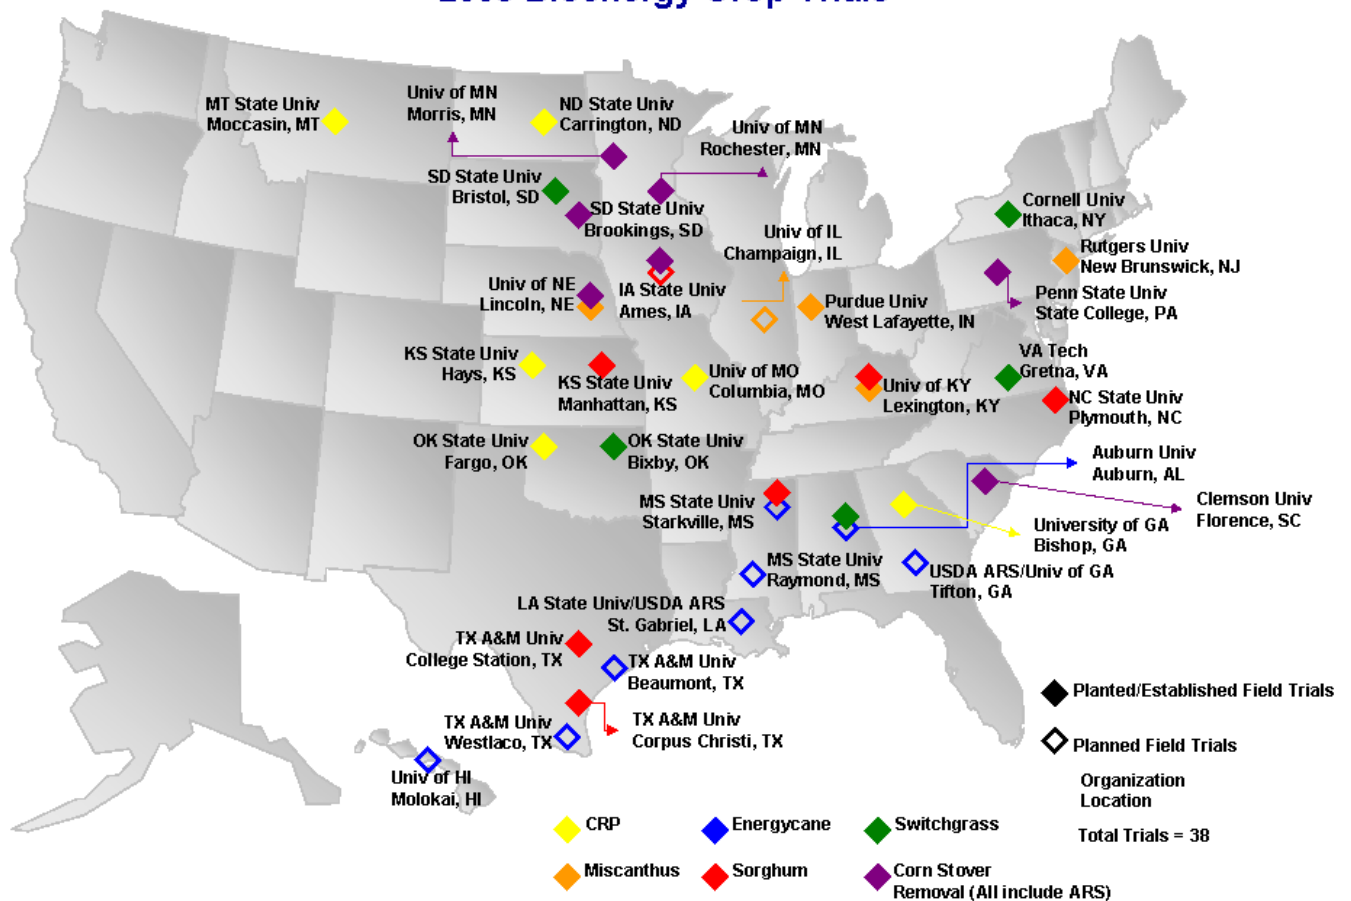 Bioenergy Crop Trials
MT State Univ
Moccasin, MT
Univ of MN
Morris, MN
ND State Univ
Carrington, ND
Univ of MN
Rochester, MN
SD State Univ
Bristol, SD
SD State Univ
Brookings, SD
Cornell Univ
Ithaca, NY
Univ of IL
Champaign, IL
Rutgers Univ
New Brunswick, NJ
Univ of NE
Lincoln, NE
IA State Univ
Ames, IA
Purdue Univ
West Lafayette, IN
Penn State Univ
State College, PA
KS State Univ
Hays, KS
KS State Univ
Manhattan, KS
Univ of MO
Columbia, MO
Univ of KY
Lexington, KY
VA Tech
Gretna, VA
NC State Univ
Plymouth, NC
OK State Univ
Fargo, OK
OK State Univ
Bixby, OK
Auburn Univ
Auburn, AL
MS State Univ
Starkville, MS
Clemson Univ
Florence, SC
University of GA
Bishop, GA
MS State Univ
Raymond, MS
USDA ARS/Univ of GA
Tifton, GA
LA State Univ/USDA ARS
St. Gabriel, LA
TX A&M Univ
College Station, TX
TX A&M Univ
Beaumont, TX
TX A&M Univ
Westlaco, TX
TX A&M Univ
Corpus Christi, TX
Univ of HI
Molokai, HI
Planted/Established Field Trials
Planned Field Trials
Organization
Location
Total Trials = 38
CRP
Energycane
Switchgrass
Miscanthus
Sorghum
Corn Stover
Removal (All include ARS)